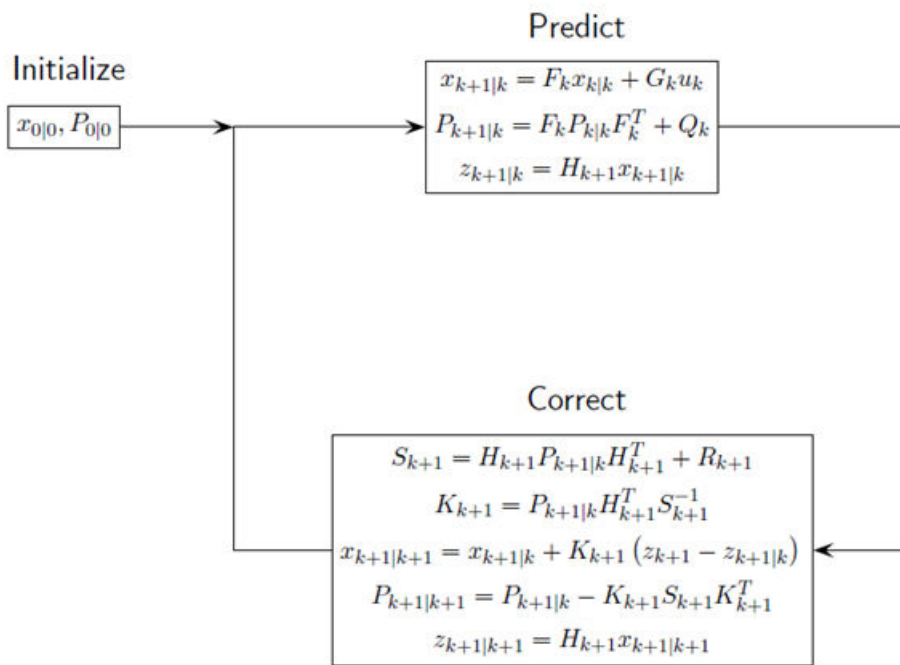 Initialize
x_{0|0}, P_{0|0}
Predict
x_{k+1|k} = F_k x_{k|k} + G_k u_k
P_{k+1|k} = F_k P_{k|k} F_k^T + Q_k
z_{k+1|k} = H_{k+1} x_{k+1|k}
Correct
S_{k+1} = H_{k+1} P_{k+1|k} H_{k+1}^T + R_{k+1}
K_{k+1} = P_{k+1|k} H_{k+1}^T S_{k+1}^{-1}
x_{k+1|k+1} = x_{k+1|k} + K_{k+1} (z_{k+1} - z_{k+1|k})
P_{k+1|k+1} = P_{k+1|k} - K_{k+1} S_{k+1} K_{k+1}^T
z_{k+1|k+1} = H_{k+1} x_{k+1|k+1}